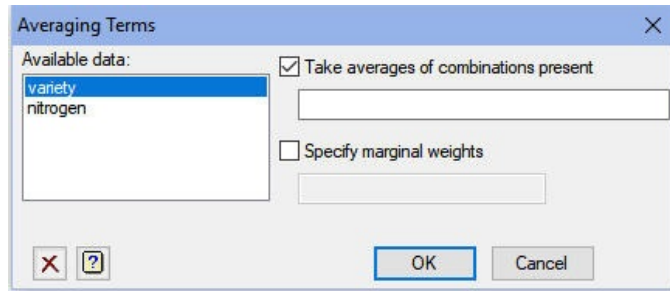 Averaging Terms
Available data:
variety
nitrogen
Take averages of combinations present
Specify marginal weights
OK
Cancel